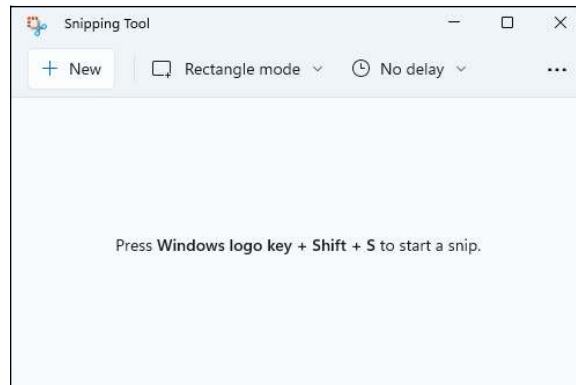 Snipping Tool
New Rectangle mode No delay
Press Windows logo key + Shift + S to start a snip.